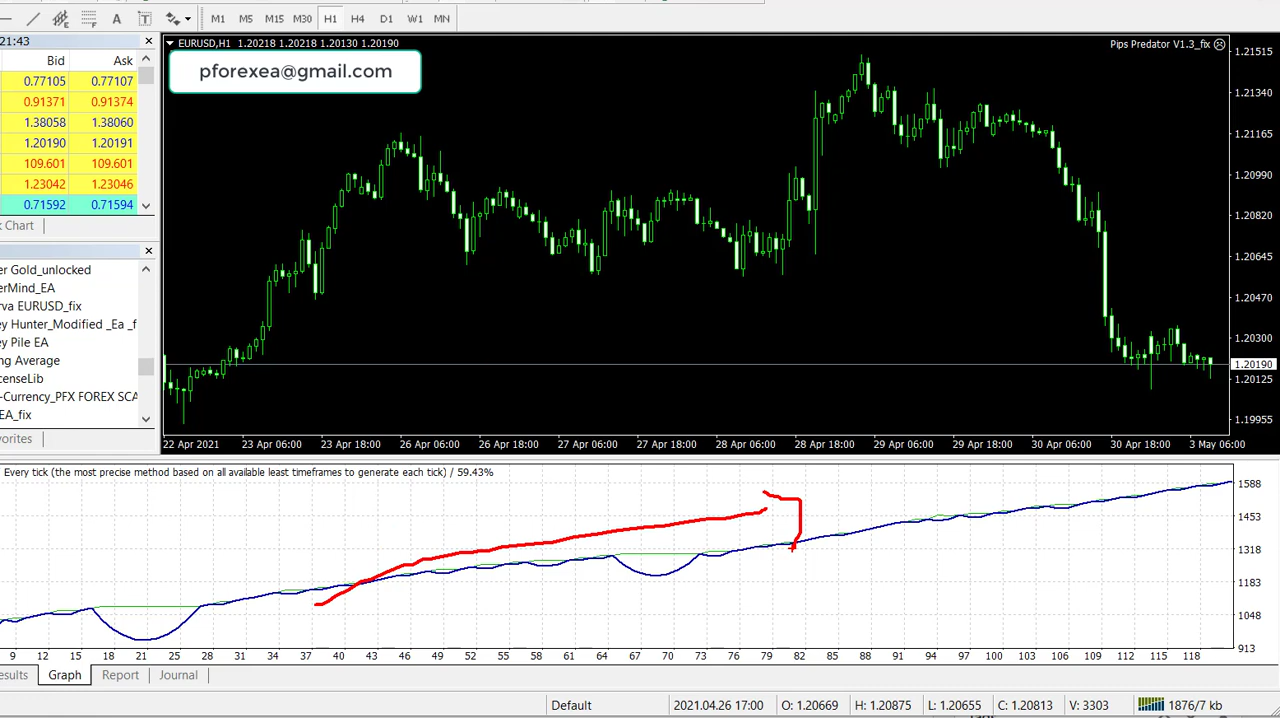 M1 M5 M15 M30 H1 H4 D1 W1 MN
21:43
EURUSD,H1 1.20218 1.20218 1.20130 1.20190
Pips Predator V1.3_fix
pforexea@gmail.com
Bid Ask
0.77105 0.77107
0.91371 0.91374
1.38058 1.38060
1.20190 1.20191
109.601 109.601
1.23042 1.23046
0.71592 0.71594
k Chart
er Gold_unlocked
erMind_EA
rva EURUSD_fix
ey Hunter_Modified _Ea _f
ey Pile EA
ng Average
censeLib
-Currency_PFX FOREX SCA
EA_fix
vorites
1.21515
1.21340
1.21165
1.20990
1.20820
1.20645
1.20470
1.20300
1.20190
1.20125
1.19955
22 Apr 2021 23 Apr 06:00 23 Apr 18:00 26 Apr 06:00 26 Apr 18:00 27 Apr 06:00 27 Apr 18:00 28 Apr 06:00 28 Apr 18:00 29 Apr 06:00 29 Apr 18:00 30 Apr 06:00 30 Apr 18:00 3 May 06:00
Every tick (the most precise method based on all available least timeframes to generate each tick) / 59.43%
1588
1453
1318
1183
1048
913
9 12 15 18 21 25 28 31 34 37 40 43 46 49 52 55 58 61 64 67 70 73 76 79 82 85 88 91 94 97 100 103 106 109 112 115 118
esults Graph Report Journal
Default 2021.04.26 17:00 O: 1.20669 H: 1.20875 L: 1.20655 C: 1.20813 V: 3303 1876/7 kb